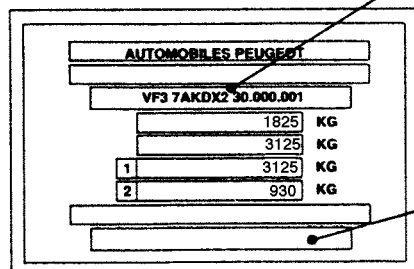 AUTOMOBILES PEUGEOT
VF3 7AKDX2 30.000.001
1825 KG
3125 KG
1 3125 KG
2 930 KG